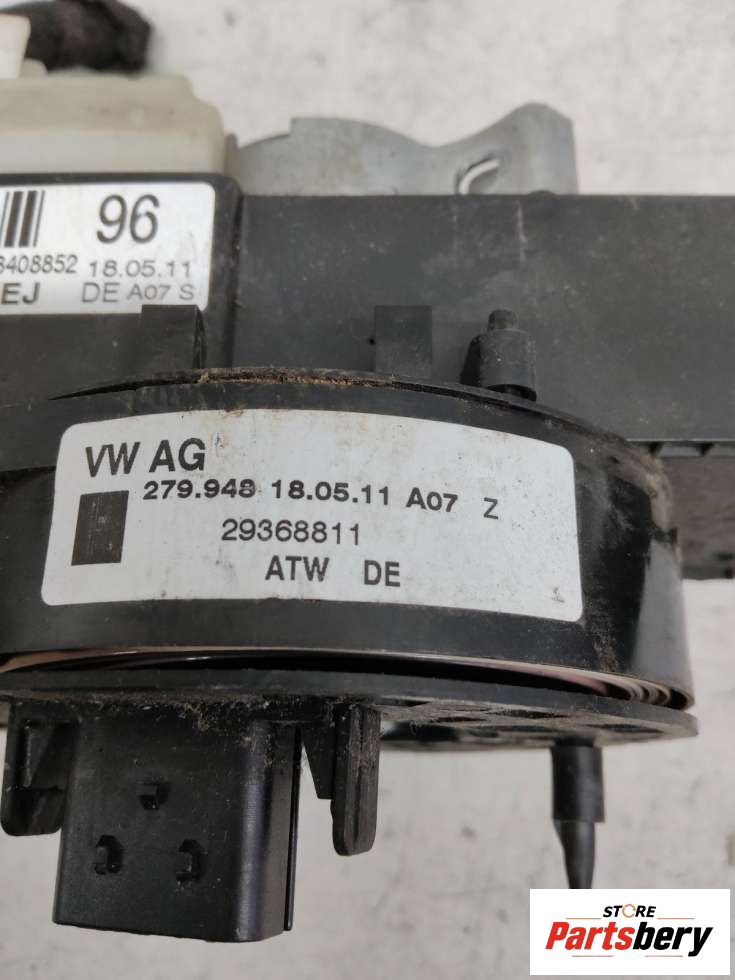 96
3408852 18.05.11
EJ DE A07 S
VW AG
279.948 18.05.11 A07 Z
29368811
ATW DE
STORE
Partsbery